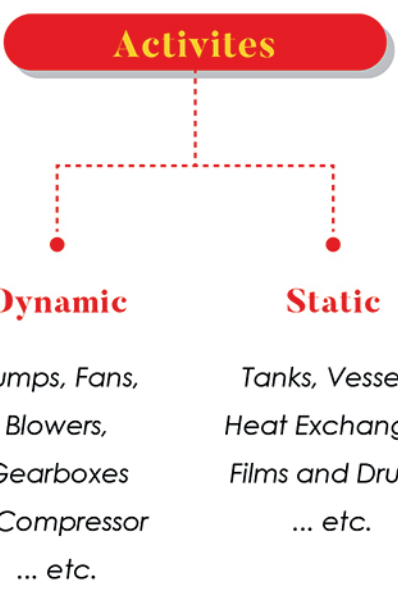 Activites
Dynamic
Static
umps, Fans,
Blowers,
Gearboxes
Compressor
... etc.
Tanks, Vesse
Heat Exchang
Films and Dru
... etc.